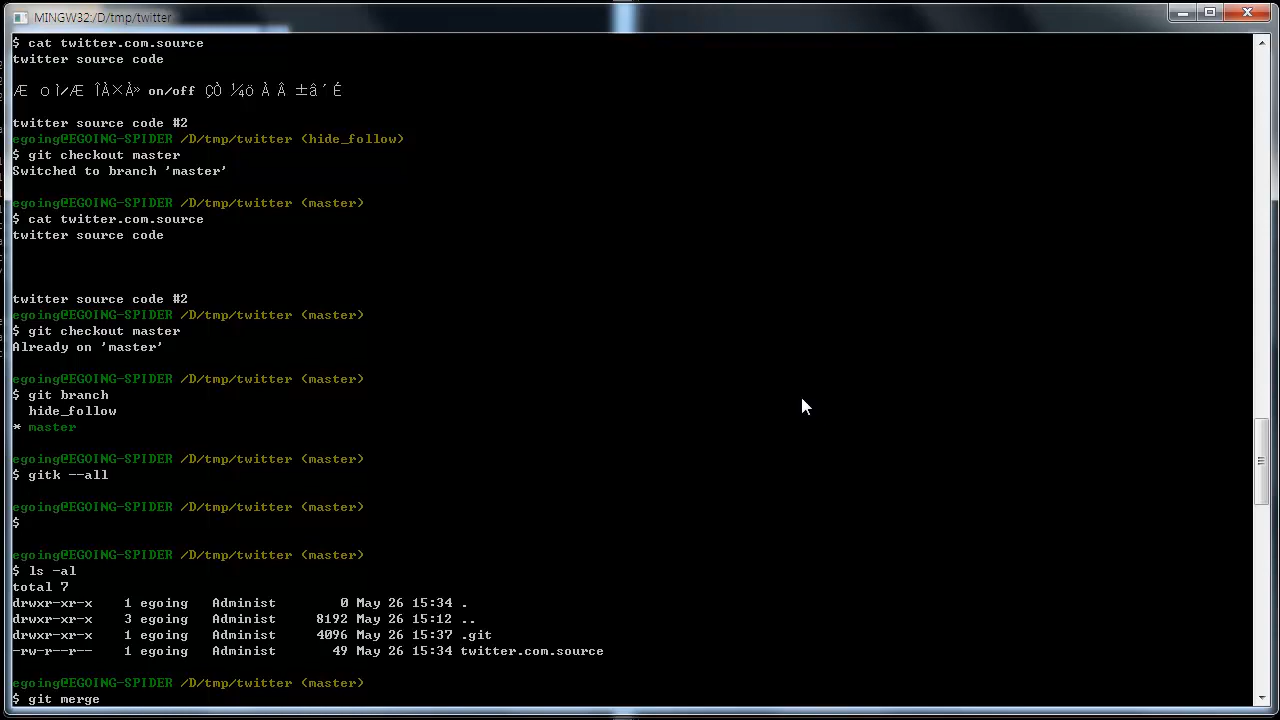 MINGW32:/D/tmp/twitter
$ cat twitter.com.source
twitter source code
on/off
twitter source code #2
egoing@EGOING-SPIDER /D/tmp/twitter (hide_follow)
$ git checkout master
Switched to branch 'master'
egoing@EGOING-SPIDER /D/tmp/twitter (master)
$ cat twitter.com.source
twitter source code
twitter source code #2
egoing@EGOING-SPIDER /D/tmp/twitter (master)
$ git checkout master
Already on 'master'
egoing@EGOING-SPIDER /D/tmp/twitter (master)
$ git branch
hide_follow
* master
egoing@EGOING-SPIDER /D/tmp/twitter (master)
$ gitk --all
egoing@EGOING-SPIDER /D/tmp/twitter (master)
$
egoing@EGOING-SPIDER /D/tmp/twitter (master)
$ ls -al
total 7
drwxr-xr-x 1 egoing Administ 0 May 26 15:34 .
drwxr-xr-x 3 egoing Administ 8192 May 26 15:12 ..
drwxr-xr-x 1 egoing Administ 4096 May 26 15:37 .git
-rw-r--r-- 1 egoing Administ 49 May 26 15:34 twitter.com.source
egoing@EGOING-SPIDER /D/tmp/twitter (master)
$ git merge